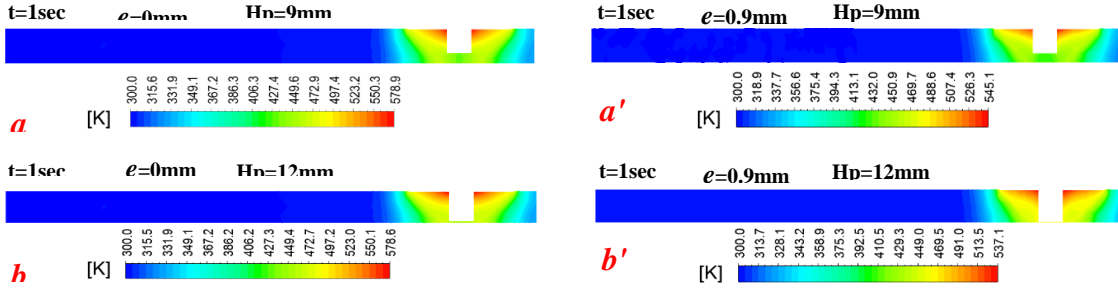 t=1sec e=0mm Hp=9mm
300.0 315.6 331.9 349.1 367.2 386.3 406.3 427.4 449.6 472.9 497.4 523.2 550.3 578.9
[K]
a
t=1sec e=0.9mm Hp=9mm
300.0 318.9 337.7 356.6 375.4 394.3 413.1 432.0 450.9 469.7 488.6 507.4 526.3 545.1
[K]
a'
t=1sec e=0mm Hp=12mm
300.0 315.5 331.9 349.1 367.2 386.2 406.2 427.3 449.4 472.7 497.2 523.0 550.1 578.6
[K]
b
t=1sec e=0.9mm Hp=12mm
300.0 313.7 328.1 343.2 358.9 375.3 392.5 410.5 429.3 449.0 469.5 491.0 513.5 537.1
[K]
b'